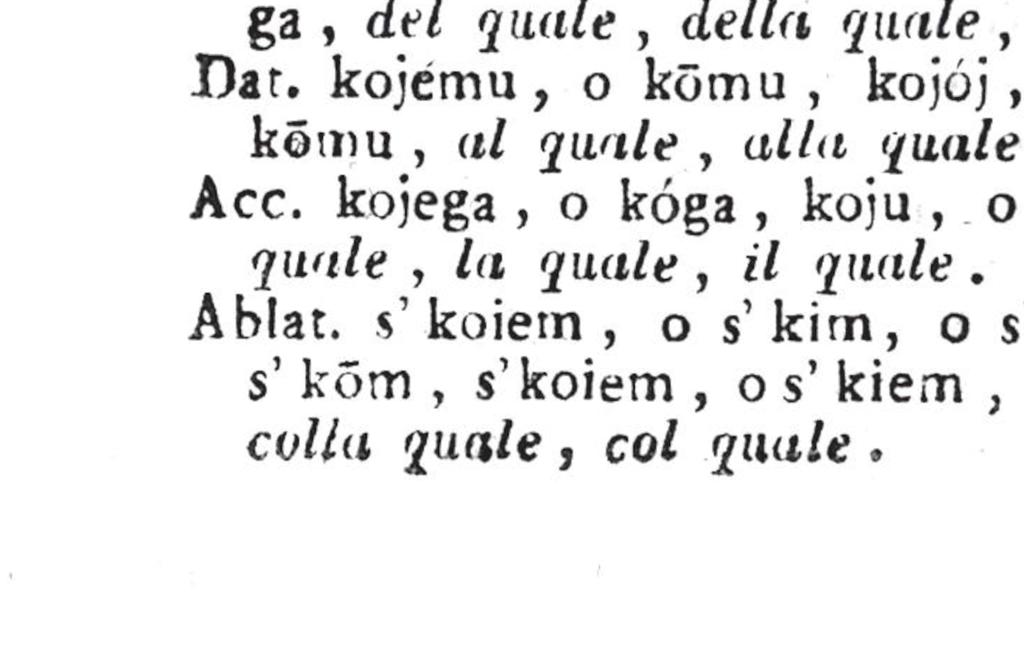 ga, del quale, della quale,
Dat. kojému, o kōmu, kojój,
kōmu, al quale, alla quale
Acc. kojega, o kóga, koju, o
quale, la quale, il quale.
Ablat. s' koiem, o s' kim, o s
s' kōm, s'koiem, o s' kiem,
colla quale, col quale.